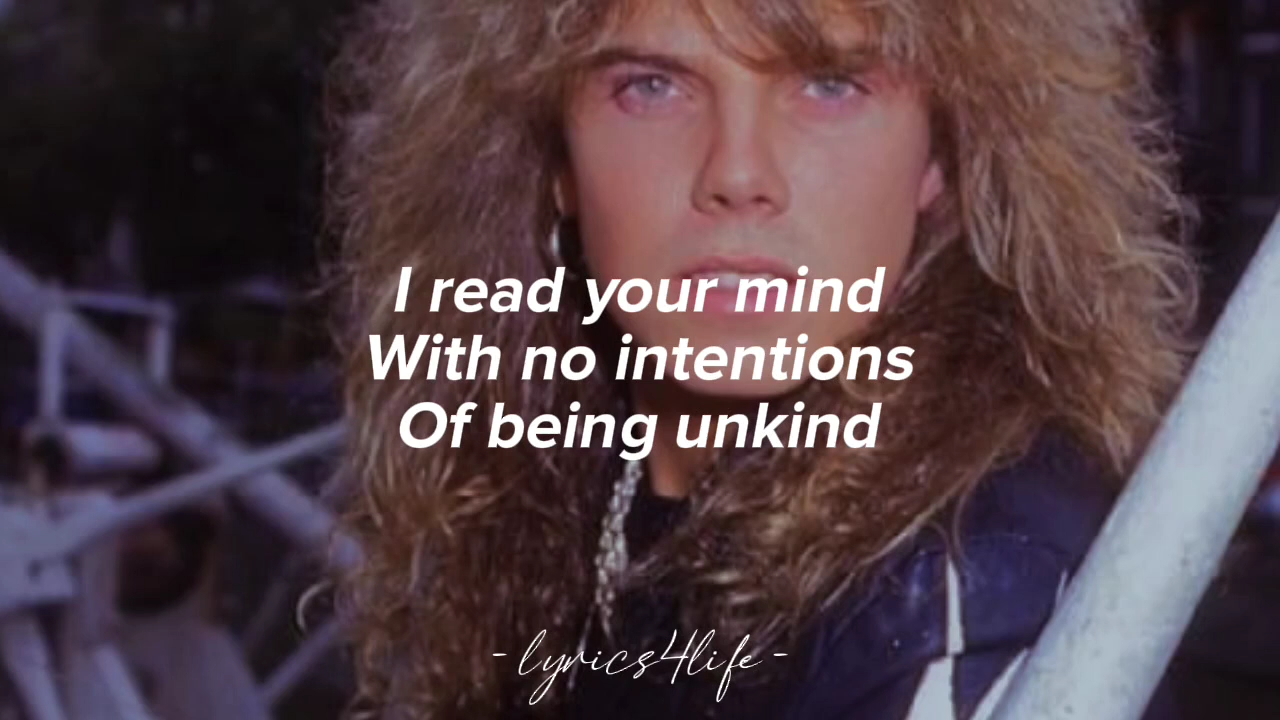 I read your mind
With no intentions
Of being unkind
-lyrics4life-